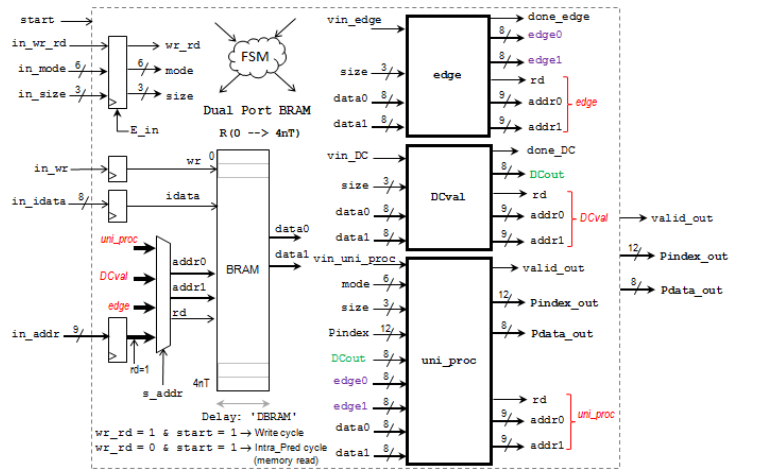 start
in_wr_rd
in_mode 6
in_size 3
wr_rd
6 mode
3 size
E_in
FSM
Dual Port BRAM
R(0 --> 4nT)
in_wr
in_idata 8
wr 0
idata
uni_proc
DCval
edge
in_addr 9
rd=1
s_addr
addr0
addr1
rd
BRAM
4nT
data0
data1
Delay: 'DBRAM'
wr_rd = 1 & start = 1 → Write cycle
wr_rd = 0 & start = 1 → Intra_Pred cycle
(memory read)
vin_edge
size 3
data0 8
data1 8
edge
done_edge
8 edge0
8 edge1
rd
9 addr0
9 addr1
edge
vin_DC
size 3
data0 8
data1 8
DCval
done_DC
8 DCout
rd
9 addr0
9 addr1
DCval
vin_uni_proc
mode 6
size 3
Pindex 12
DCout 8
edge0 8
edge1 8
data0 8
data1 8
uni_proc
valid_out
12 Pindex_out
8 Pdata_out
rd
9 addr0
9 addr1
uni_proc
valid_out
12 Pindex_out
8 Pdata_out